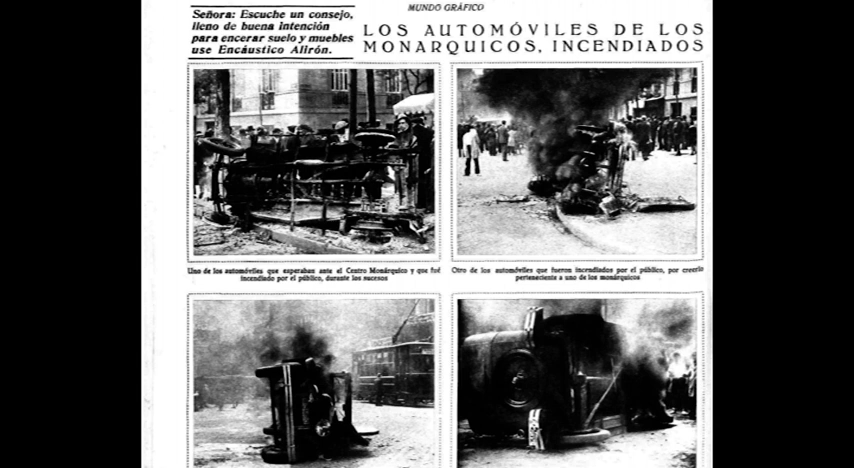 MUNDO GRÁFICO
Señora: Escuche un consejo,
lleno de buena intención
para encerar suelo y muebles
use Encáustico Alirón.
LOS AUTOMÓVILES DE LOS
MONARQUICOS, INCENDIADOS
Uno de los automóviles que esperaban ante el Centro Monárquico y que fué
incendiado por el público, durante los sucesos
Otro de los automóviles que fueron incendiados por el público, por creerlo
perteneciente a uno de los monárquicos